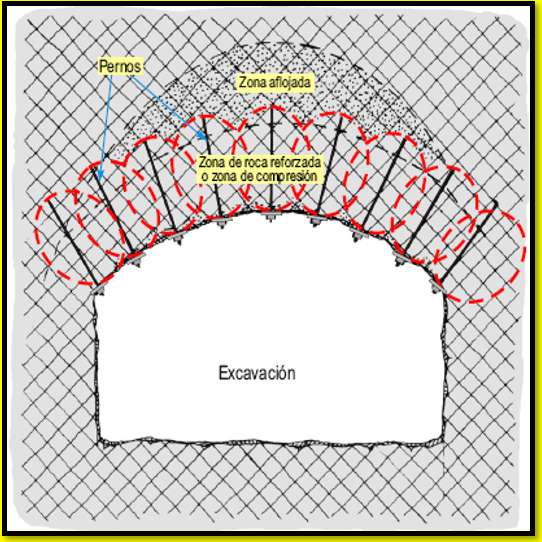 Pernos
Zona aflojada
Zona de roca reforzada
o zona de compresión
Excavación